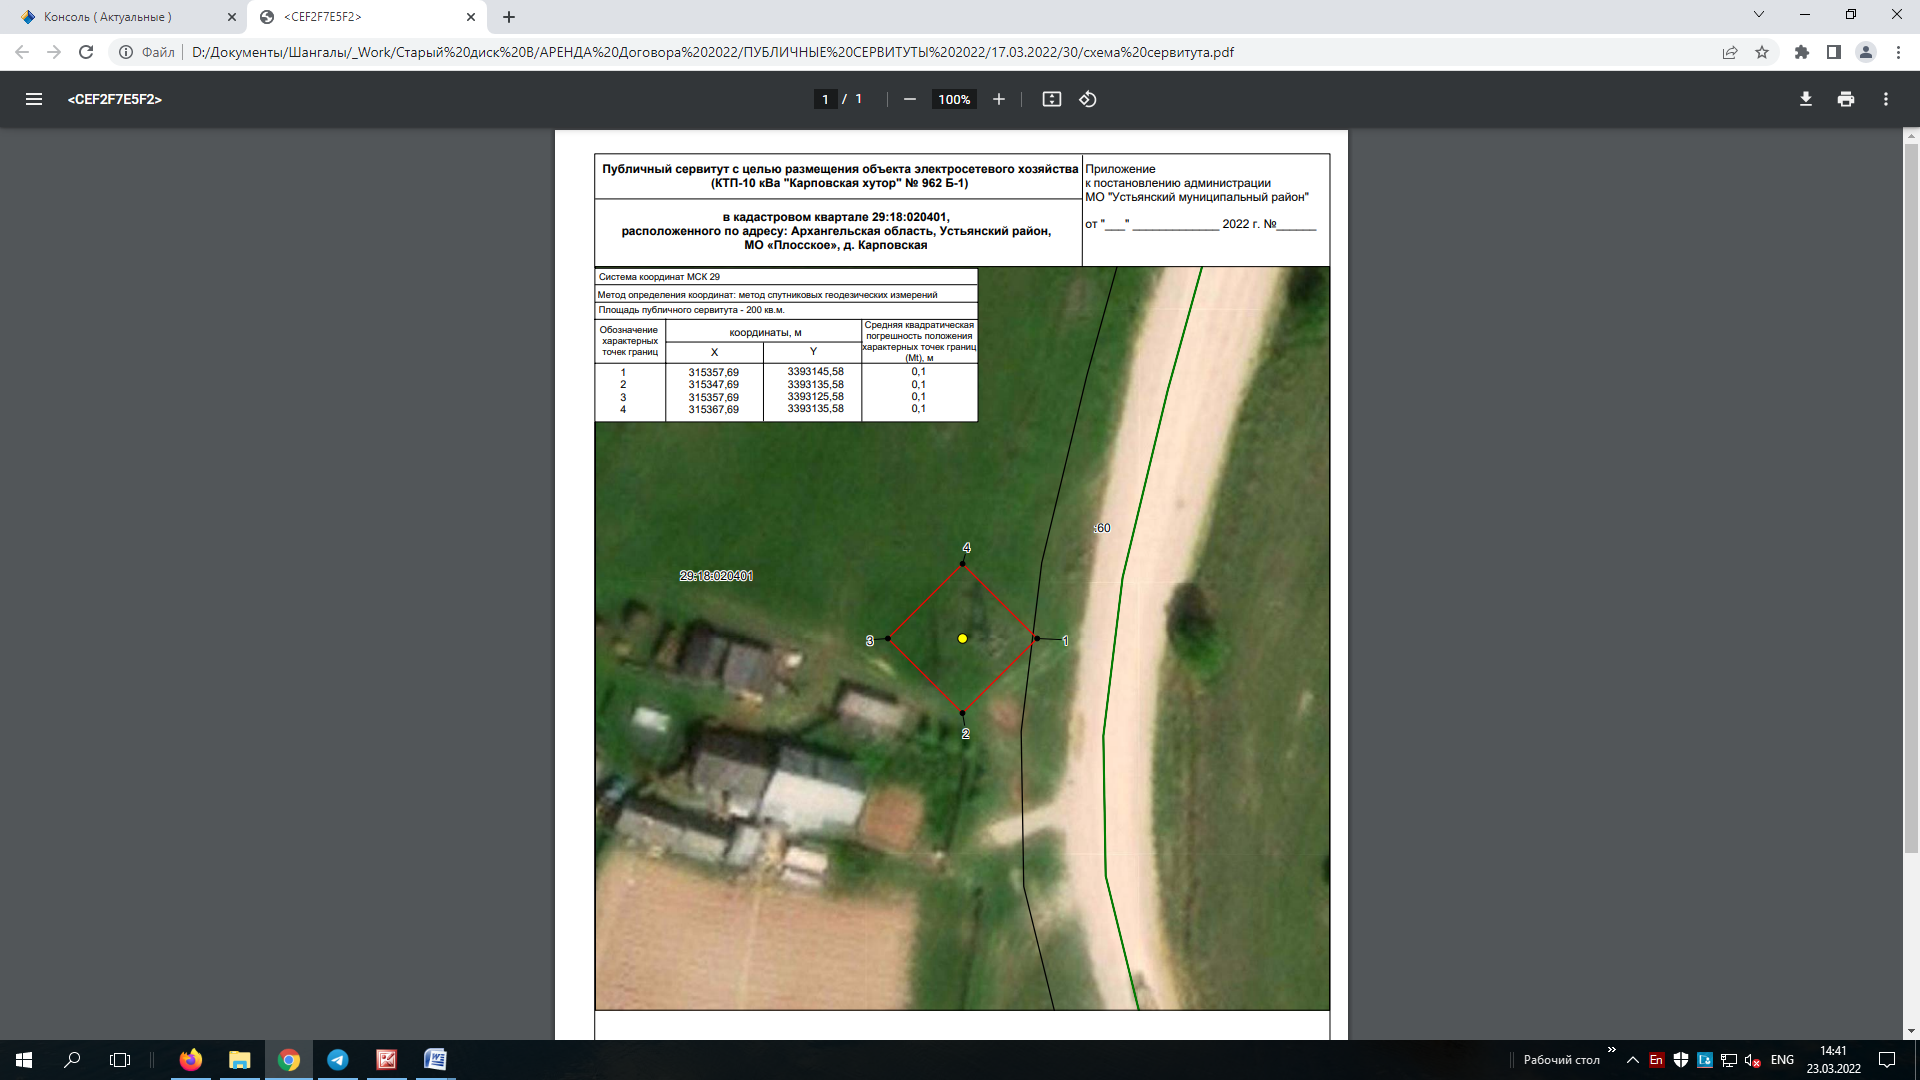 Консоль ( Актуальные )
<CEF2F7E5F2>
Файл
D:/Документы/Шангалы/_Work/Старый%20диск%20В/АРЕНДА%20Договора%202022/ПУБЛИЧНЫЕ%20СЕРВИТУТЫ%202022/17.03.2022/30/схема%20сервитута.pdf
<CEF2F7E5F2>
1 / 1
100%
Публичный сервитут с целью размещения объекта электросетевого хозяйства
(КТП-10 кВа "Карповская хутор" № 962 Б-1)
Приложение
к постановлению администрации
МО "Устьянский муниципальный район"
от "___" _____________ 2022 г. №______
в кадастровом квартале 29:18:020401,
расположенного по адресу: Архангельская область, Устьянский район,
МО «Плосское», д. Карповская
Система координат МСК 29
Метод определения координат: метод спутниковых геодезических измерений
Площадь публичного сервитута - 200 кв.м.
Обозначение характерных точек границ
координаты, м
X Y
Средняя квадратическая погрешность положения характерных точек границ (Mt), м
1 315357,69 3393145,58 0,1
2 315347,69 3393135,58 0,1
3 315357,69 3393125,58 0,1
4 315367,69 3393135,58 0,1
:60
4
29:18:020401
3
1
2
Рабочий стол
En
ENG
14:41
23.03.2022